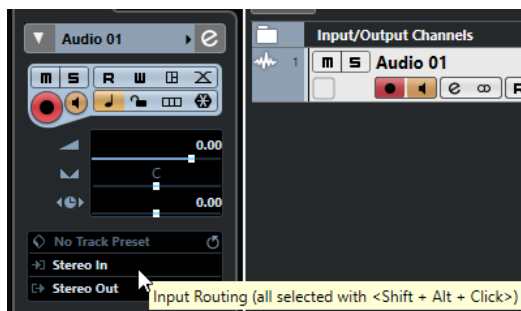 Audio 01
e
m S R W
0.00
C
0.00
No Track Preset
Stereo In
Stereo Out
Input/Output Channels
1 m S Audio 01
e R
Input Routing (all selected with <Shift + Alt + Click>)